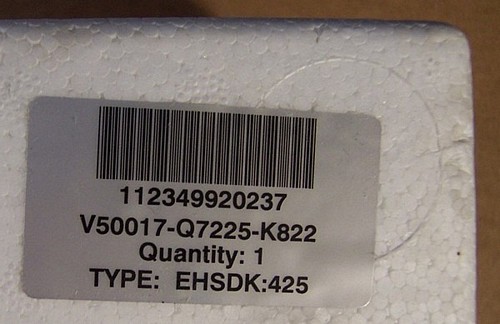 112349920237
V50017-Q7225-K822
Quantity: 1
TYPE: EHSDK:425